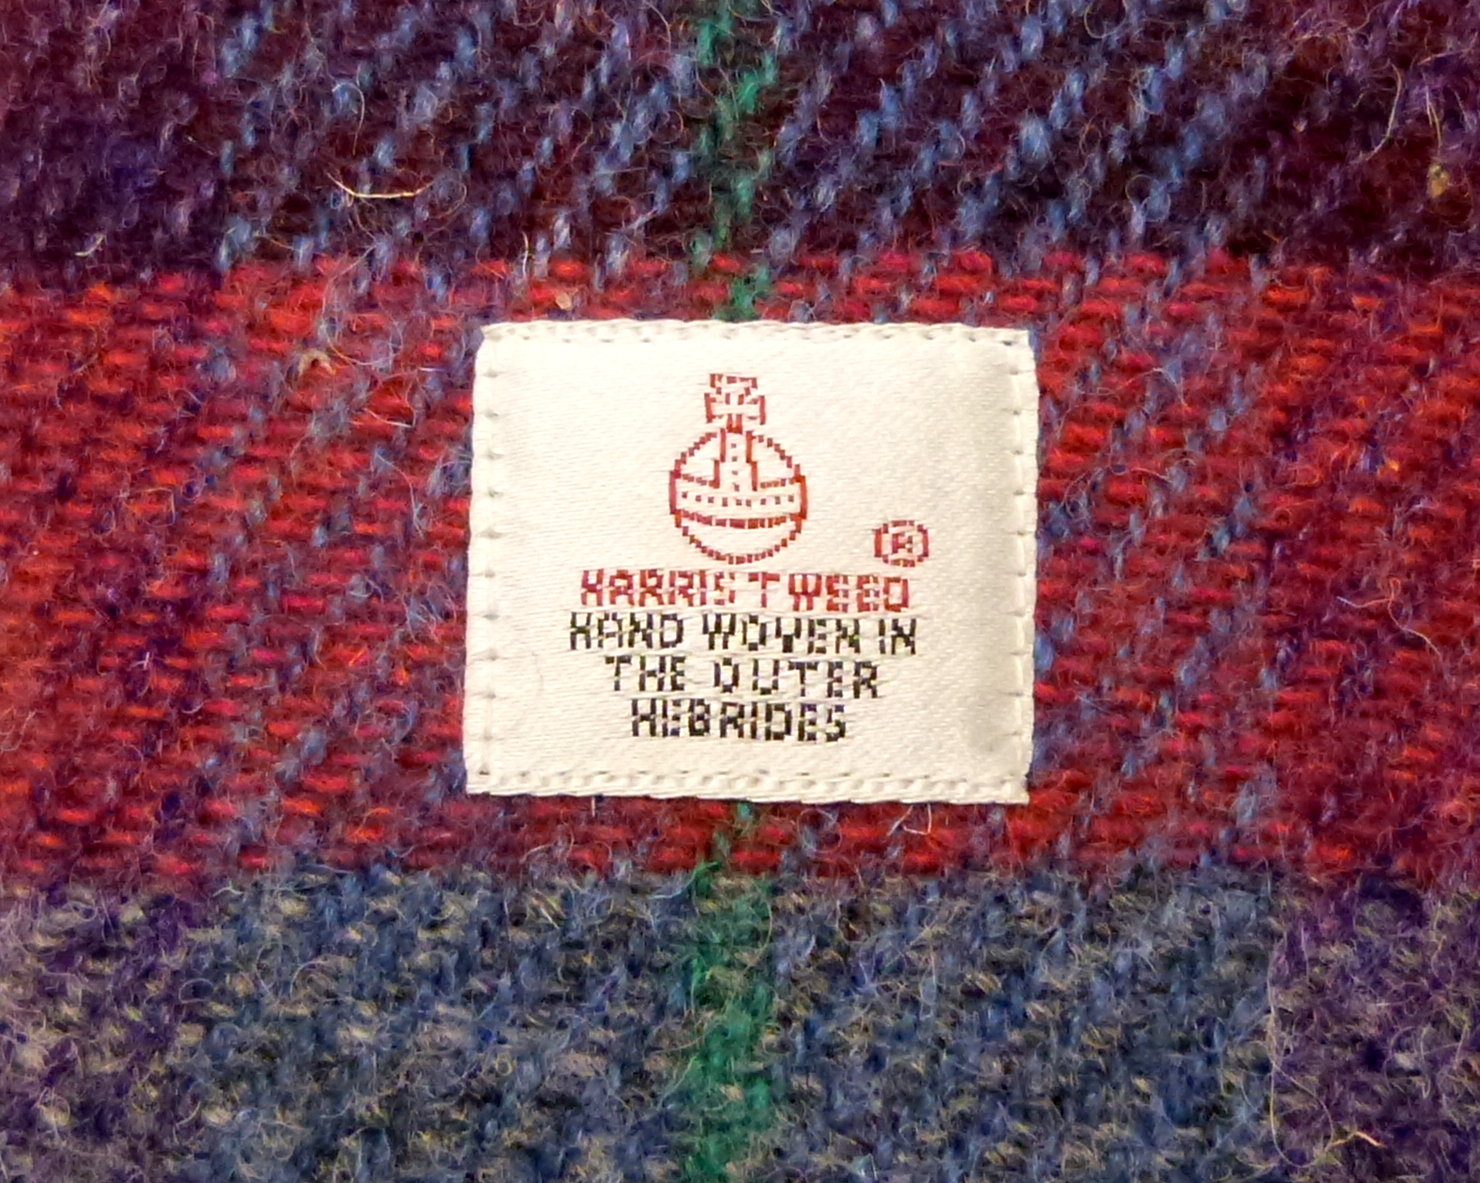 ®
HARRIS TWEED
HAND WOVEN IN
THE OUTER
HEBRIDES